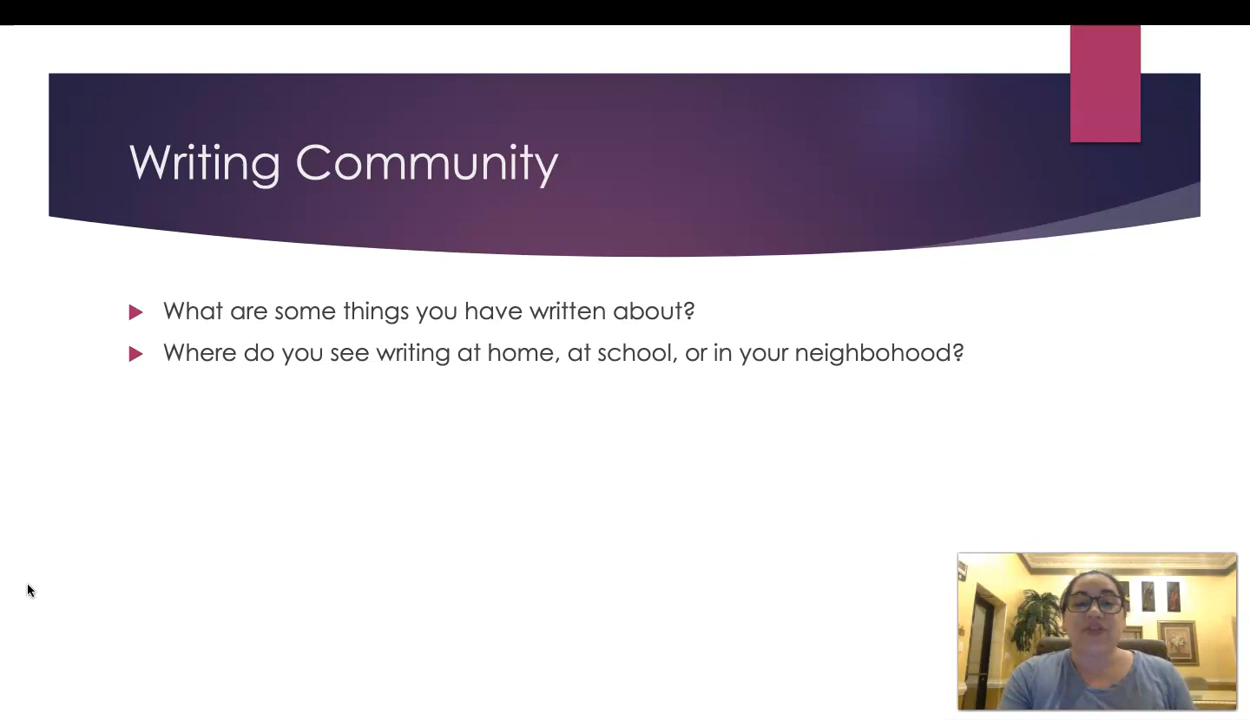 Writing Community
What are some things you have written about?
Where do you see writing at home, at school, or in your neighbohood?